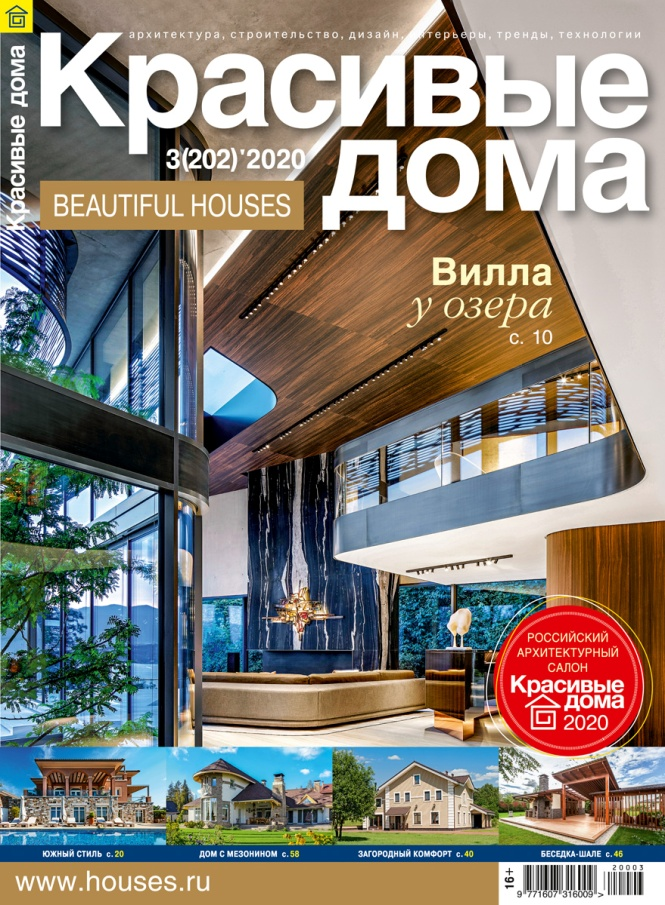 архитектура, строительство, дизайн, интерьеры, тренды, технологии
Красивые
дома
3(202)'2020
BEAUTIFUL HOUSES
Красивые дома
Вилла
у озера
с. 10
РОССИЙСКИЙ
АРХИТЕКТУРНЫЙ
САЛОН
Красивые
дома
2020
ЮЖНЫЙ СТИЛЬ с.20
ДОМ С МЕЗОНИНОМ с.58
ЗАГОРОДНЫЙ КОМФОРТ с.40
БЕСЕДКА-ШАЛЕ с.46
www.houses.ru
16+
20003
9 771607 316009 >